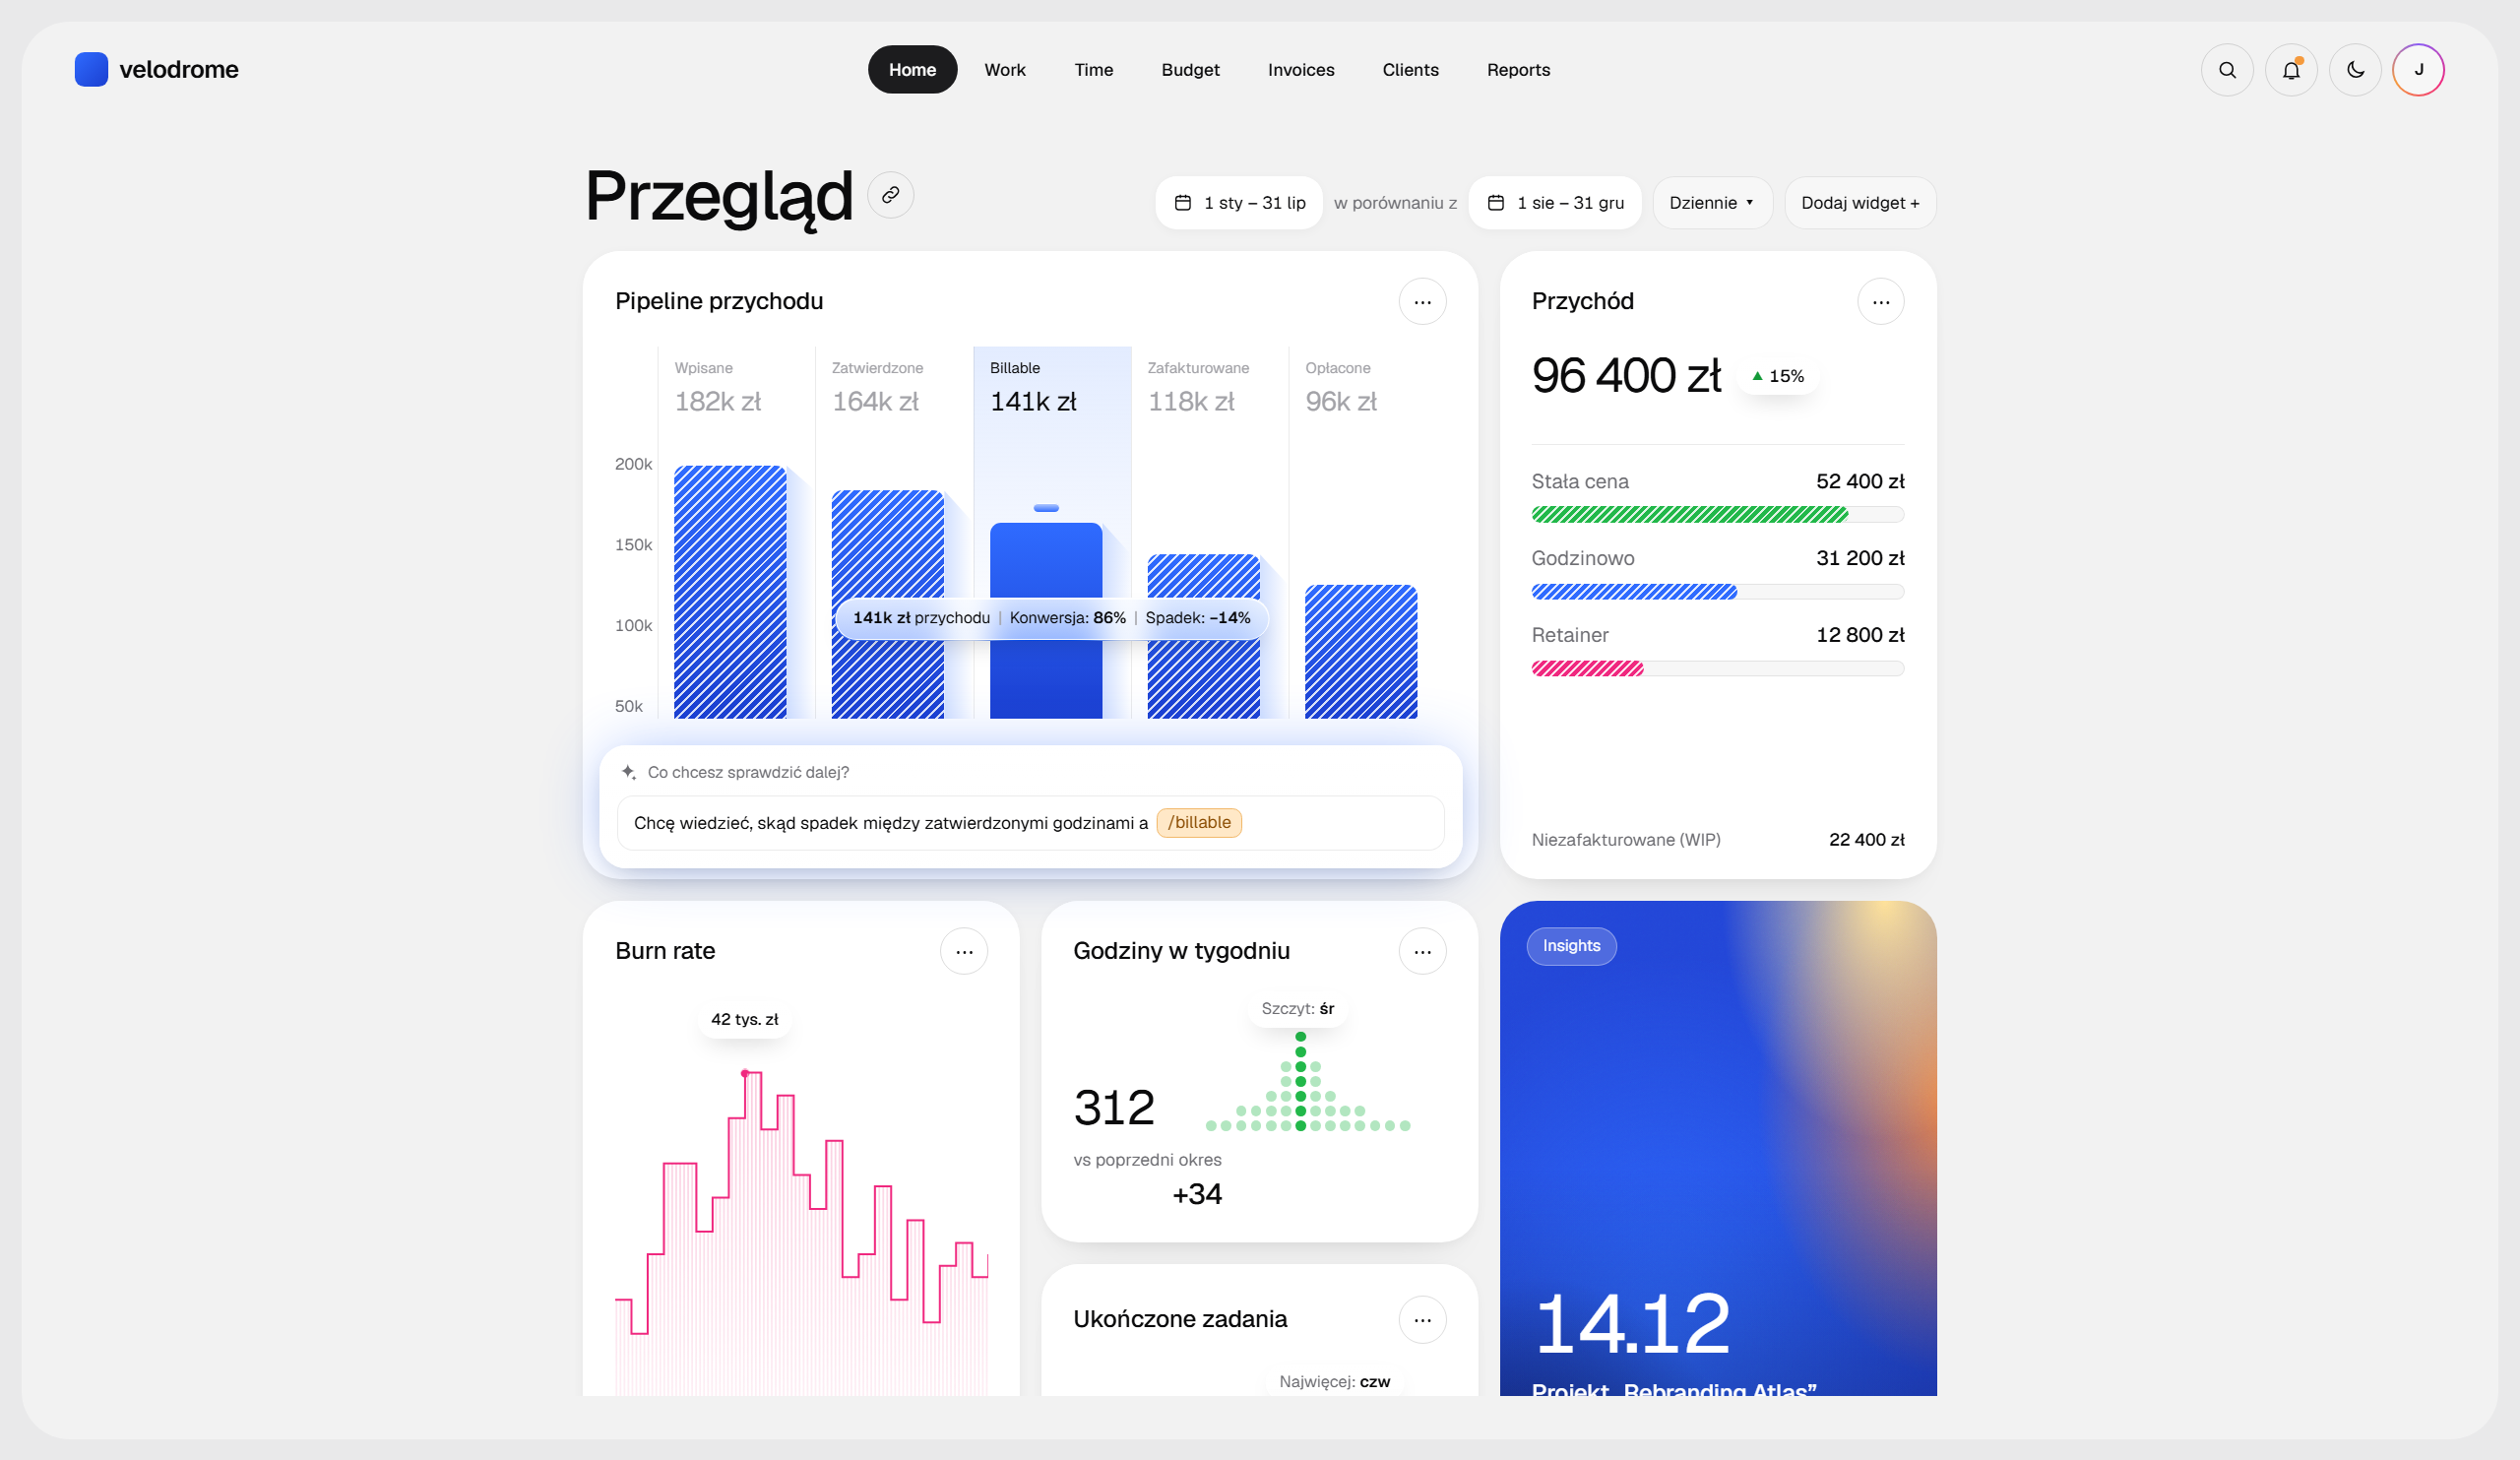 velodrome
Home Work Time Budget Invoices Clients Reports
J
Przegląd
1 sty – 31 lip w porównaniu z 1 sie – 31 gru Dziennie Dodaj widget +
Pipeline przychodu
Wpisane Zatwierdzone Billable Zafakturowane Opłacone
182k zł 164k zł 141k zł 118k zł 96k zł
200k
150k
100k
50k
141k zł przychodu | Konwersja: 86% | Spadek: −14%
Co chcesz sprawdzić dalej?
Chcę wiedzieć, skąd spadek między zatwierdzonymi godzinami a /billable
Przychód
96 400 zł 15%
Stała cena 52 400 zł
Godzinowo 31 200 zł
Retainer 12 800 zł
Niezafakturowane (WIP) 22 400 zł
Burn rate
42 tys. zł
Godziny w tygodniu
Szczyt: śr
312
vs poprzedni okres
+34
Ukończone zadania
Najwięcej: czw
Insights
14.12
Projekt „Rebranding Atlas”